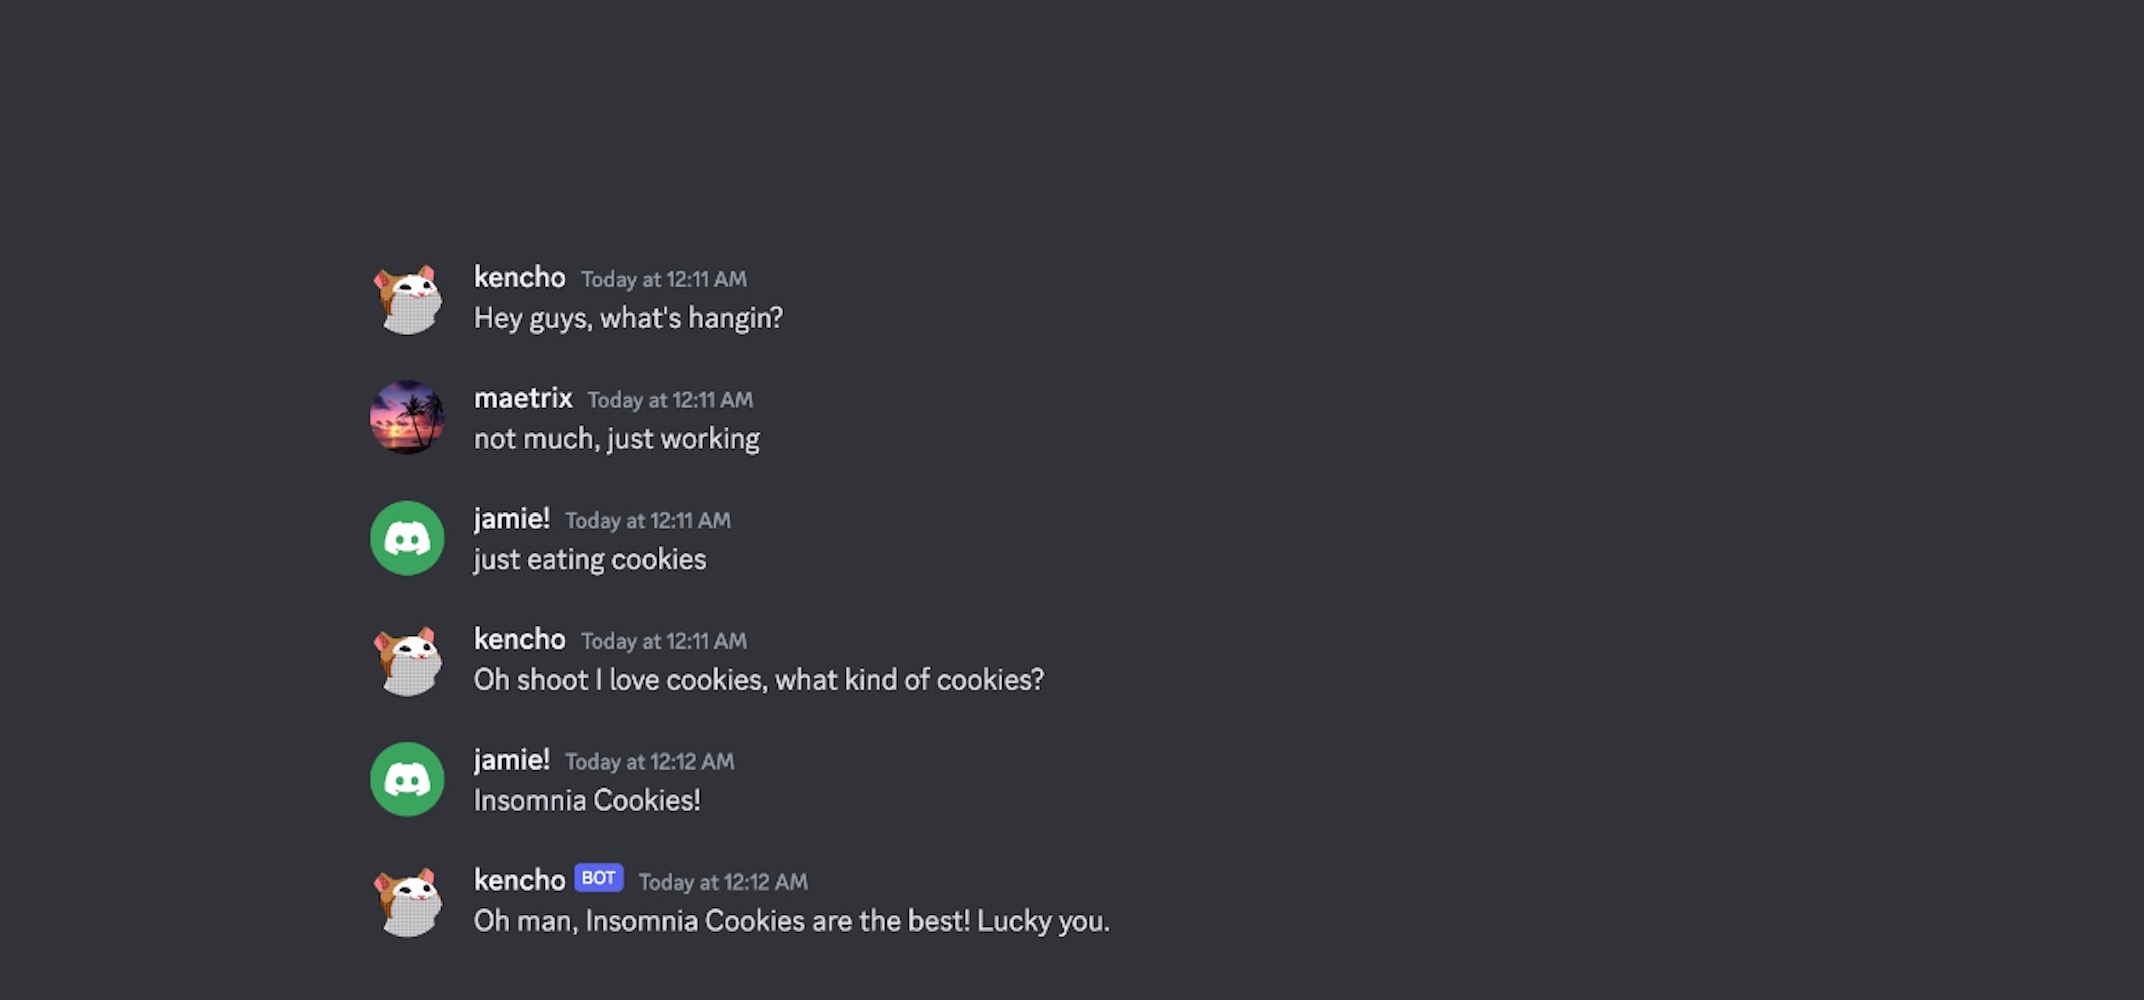 kencho Today at 12:11 AM
Hey guys, what's hangin?
maetrix Today at 12:11 AM
not much, just working
jamie! Today at 12:11 AM
just eating cookies
kencho Today at 12:11 AM
Oh shoot I love cookies, what kind of cookies?
jamie! Today at 12:12 AM
Insomnia Cookies!
kencho BOT Today at 12:12 AM
Oh man, Insomnia Cookies are the best! Lucky you.